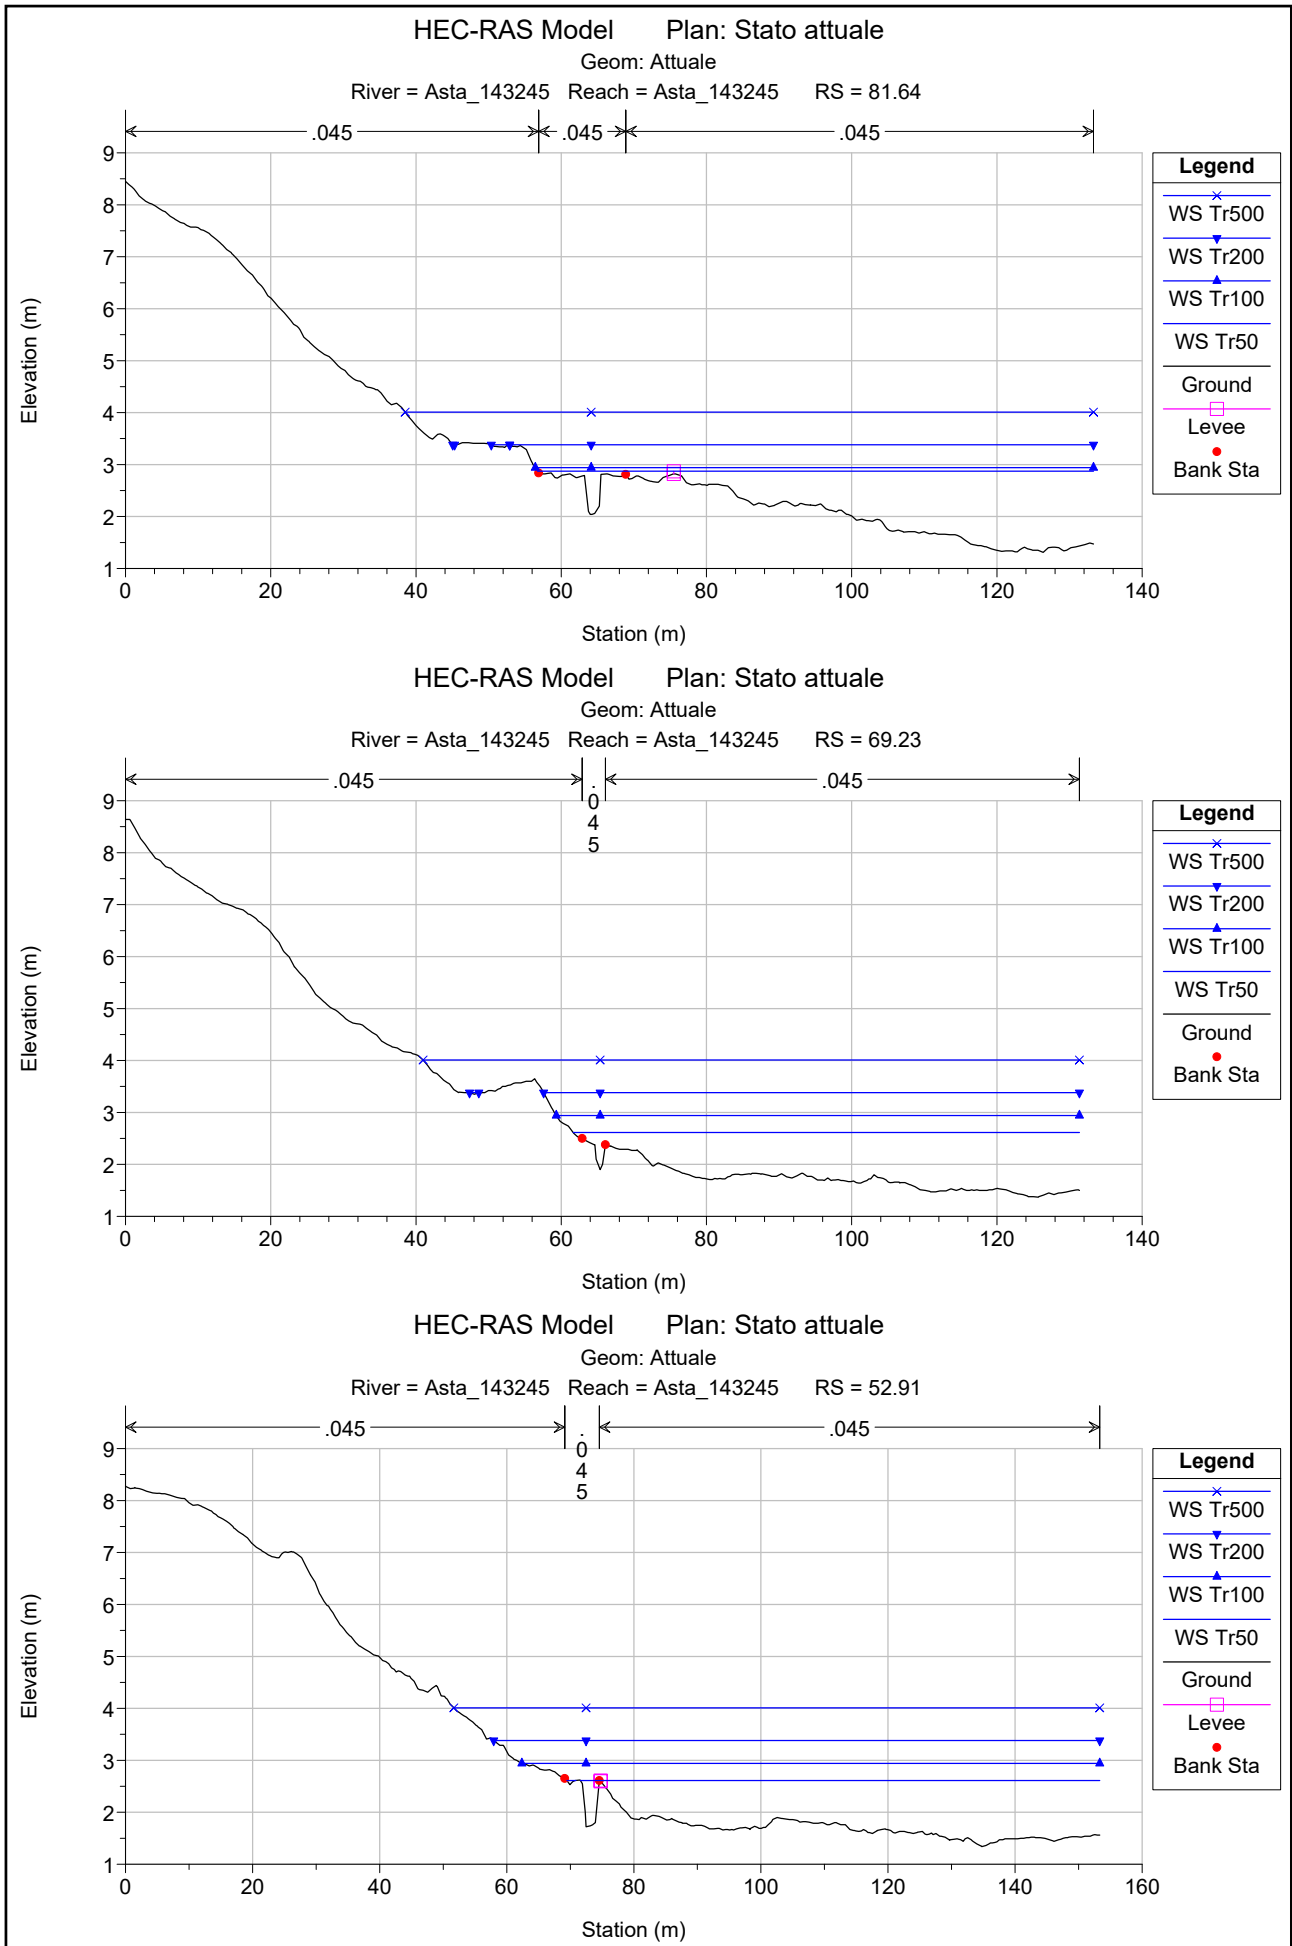 HEC-RAS Model Plan: Stato attuale
Geom: Attuale
River = Asta_143245 Reach = Asta_143245 RS = 81.64
.045 .045 .045
9
8
7
6
5
4
3
2
1
Elevation (m)
0 20 40 60 80 100 120 140
Station (m)
Legend
WS Tr500
WS Tr200
WS Tr100
WS Tr50
Ground
Levee
Bank Sta
HEC-RAS Model Plan: Stato attuale
Geom: Attuale
River = Asta_143245 Reach = Asta_143245 RS = 69.23
.045 .045 .045
9
8
7
6
5
4
3
2
1
Elevation (m)
0 20 40 60 80 100 120 140
Station (m)
Legend
WS Tr500
WS Tr200
WS Tr100
WS Tr50
Ground
Bank Sta
HEC-RAS Model Plan: Stato attuale
Geom: Attuale
River = Asta_143245 Reach = Asta_143245 RS = 52.91
.045 .045 .045
9
8
7
6
5
4
3
2
1
Elevation (m)
0 20 40 60 80 100 120 140 160
Station (m)
Legend
WS Tr500
WS Tr200
WS Tr100
WS Tr50
Ground
Levee
Bank Sta